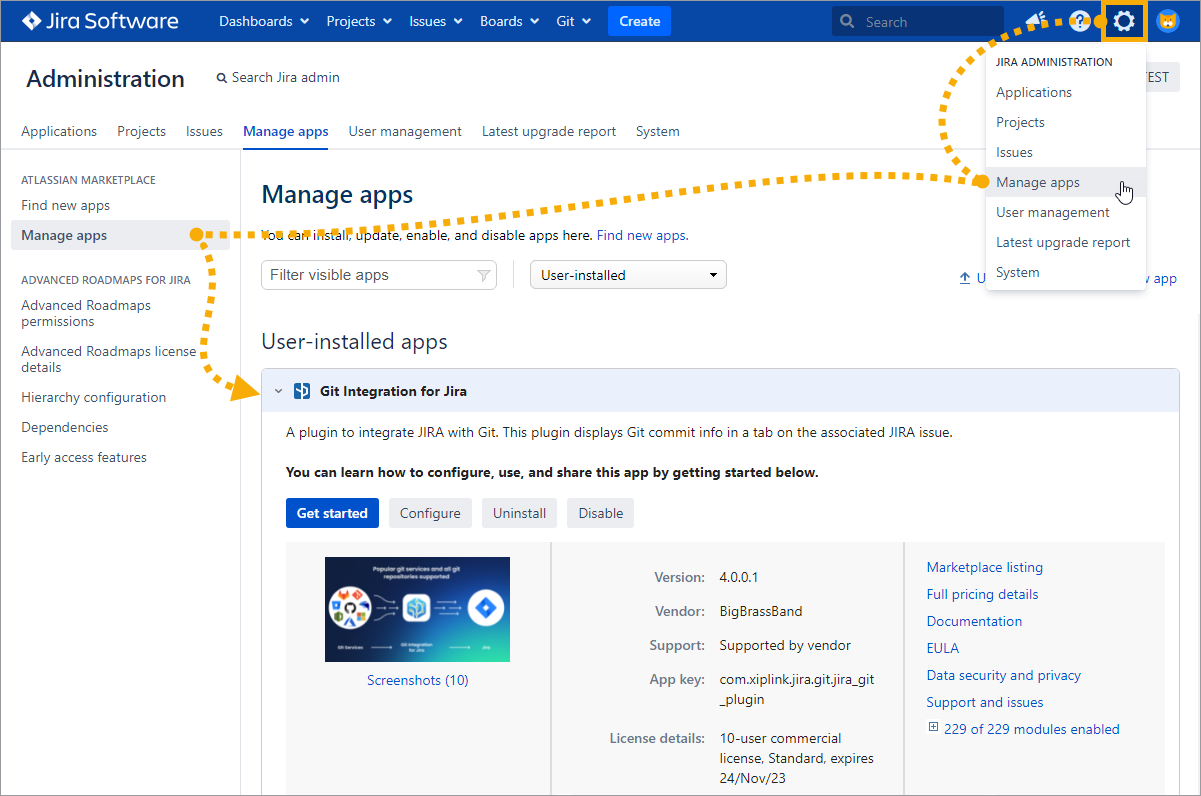 Jira Software
Dashboards
Projects
Issues
Boards
Git
Create
Search
?
Administration
Search Jira admin
EST
Applications
Projects
Issues
Manage apps
User management
Latest upgrade report
System
JIRA ADMINISTRATION
Applications
Projects
Issues
Manage apps
User management
Latest upgrade report
System
ATLASSIAN MARKETPLACE
Find new apps
Manage apps
ADVANCED ROADMAPS FOR JIRA
Advanced Roadmaps
permissions
Advanced Roadmaps license
details
Hierarchy configuration
Dependencies
Early access features
Manage apps
You can install, update, enable, and disable apps here. Find new apps.
Filter visible apps
User-installed
U
w app
User-installed apps
Git Integration for Jira
A plugin to integrate JIRA with Git. This plugin displays Git commit info in a tab on the associated JIRA issue.
You can learn how to configure, use, and share this app by getting started below.
Get started
Configure
Uninstall
Disable
Popular git services and all git
repositories supported
Git Services
Git Integration
for Jira
Jira
Screenshots (10)
Version: 4.0.0.1
Vendor: BigBrassBand
Support: Supported by vendor
App key: com.xiplink.jira.git.jira_git
_plugin
License details: 10-user commercial
license, Standard, expires
24/Nov/23
Marketplace listing
Full pricing details
Documentation
EULA
Data security and privacy
Support and issues
229 of 229 modules enabled